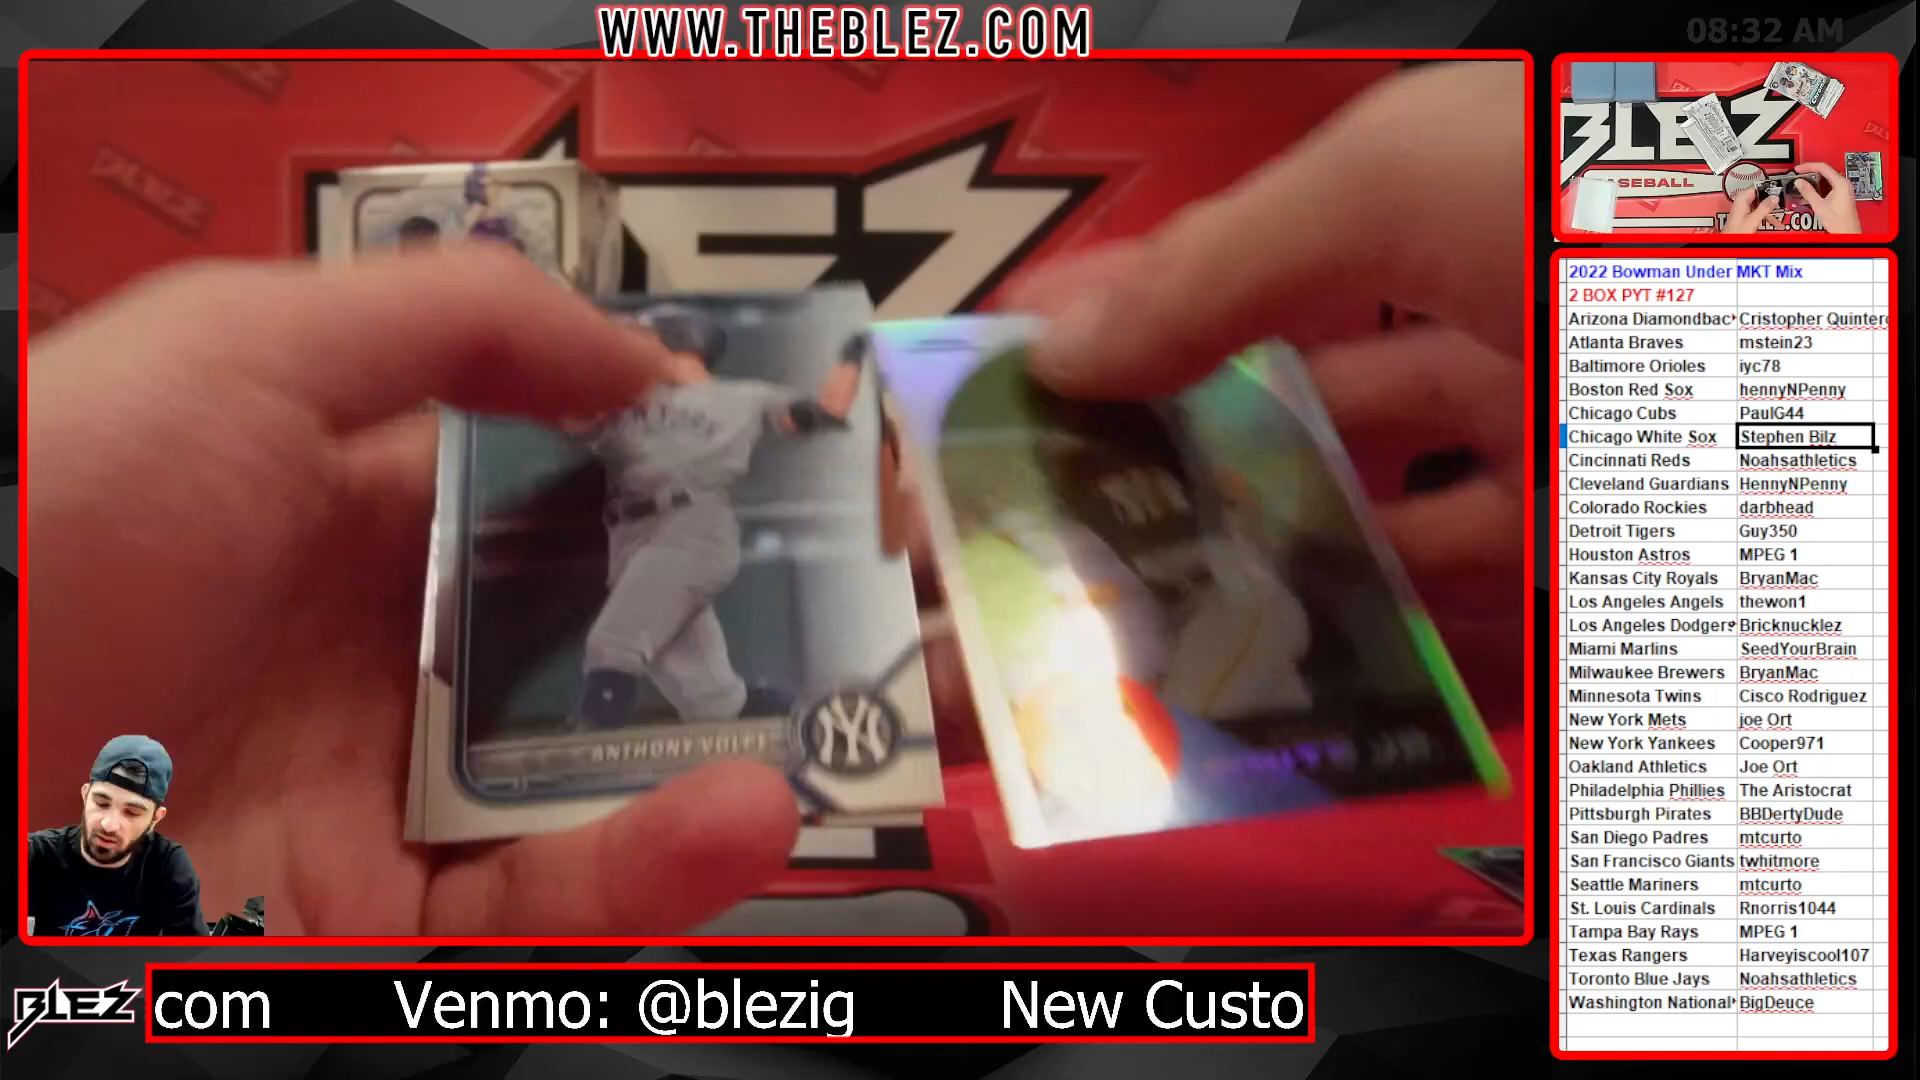 WWW.THEBLEZ.COM
08:32 AM
BLEZ
ANTHONY VOLPE
NY
BLEZ
BASEBALL
2022 Bowman Under MKT Mix
2 BOX PYT #127
Arizona Diamondbac Cristopher Quintero
Atlanta Braves mstein23
Baltimore Orioles iyc78
Boston Red Sox hennyNPenny
Chicago Cubs PaulG44
Chicago White Sox Stephen Bilz
Cincinnati Reds Noahsathletics
Cleveland Guardians HennyNPenny
Colorado Rockies darbhead
Detroit Tigers Guy350
Houston Astros MPEG 1
Kansas City Royals BryanMac
Los Angeles Angels thewon1
Los Angeles Dodgers Bricknucklez
Miami Marlins SeedYourBrain
Milwaukee Brewers BryanMac
Minnesota Twins Cisco Rodriguez
New York Mets joe Ort
New York Yankees Cooper971
Oakland Athletics Joe Ort
Philadelphia Phillies The Aristocrat
Pittsburgh Pirates BBDertyDude
San Diego Padres mtcurto
San Francisco Giants twhitmore
Seattle Mariners mtcurto
St. Louis Cardinals Rnorris1044
Tampa Bay Rays MPEG 1
Texas Rangers Harveyiscool107
Toronto Blue Jays Noahsathletics
Washington National BigDeuce
BLEZ
com Venmo: @blezig New Custo